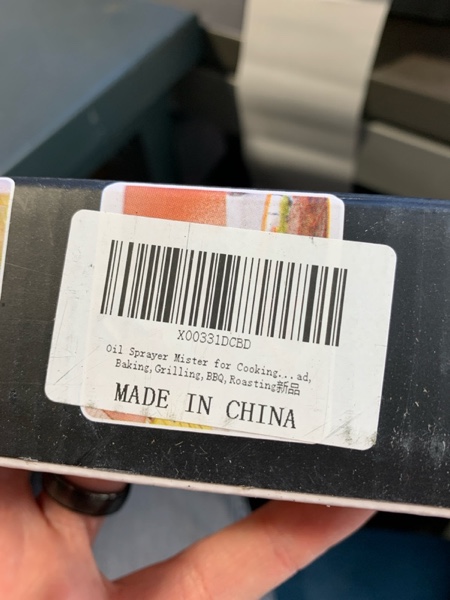 X00331DCBD
Oil Sprayer Mister for Cooking...ad,
Baking,Grilling,BBQ,Roasting新品
MADE IN CHINA